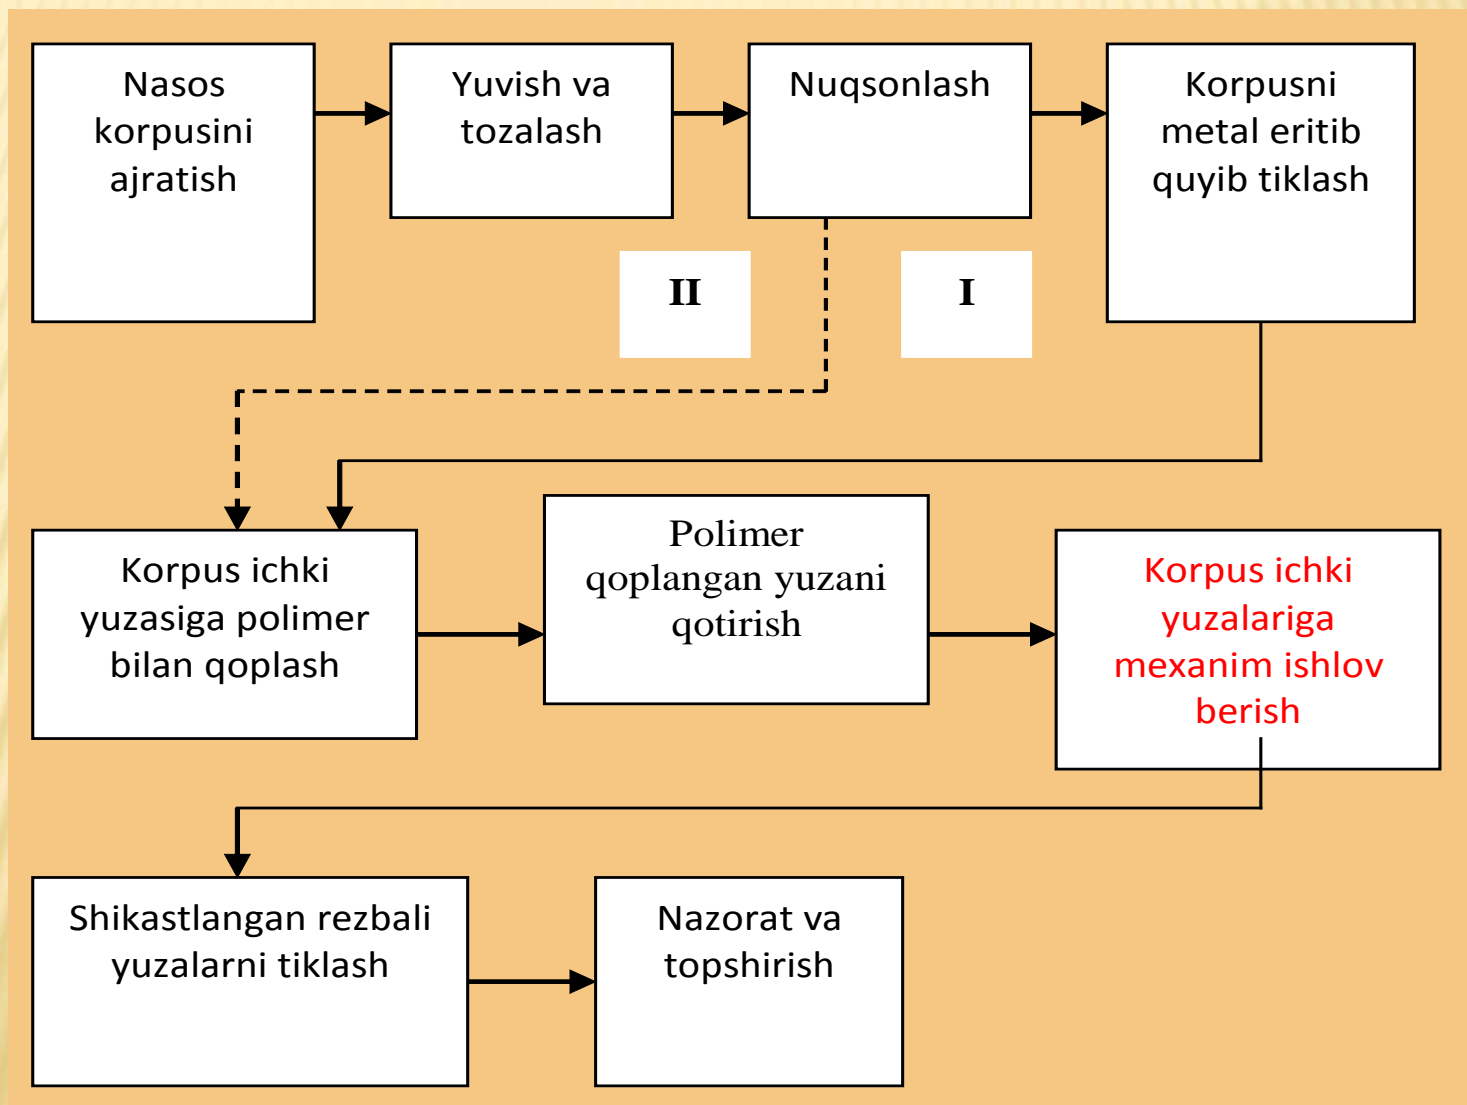 Nasos
korpusini
ajratish
Yuvish va
tozalash
Nuqsonlash
Korpusni
metal eritib
quyib tiklash
II
I
Korpus ichki
yuzasiga polimer
bilan qoplash
Polimer
qoplangan yuzani
qotirish
Korpus ichki
yuzalariga
mexanim ishlov
berish
Shikastlangan rezbali
yuzalarni tiklash
Nazorat va
topshirish